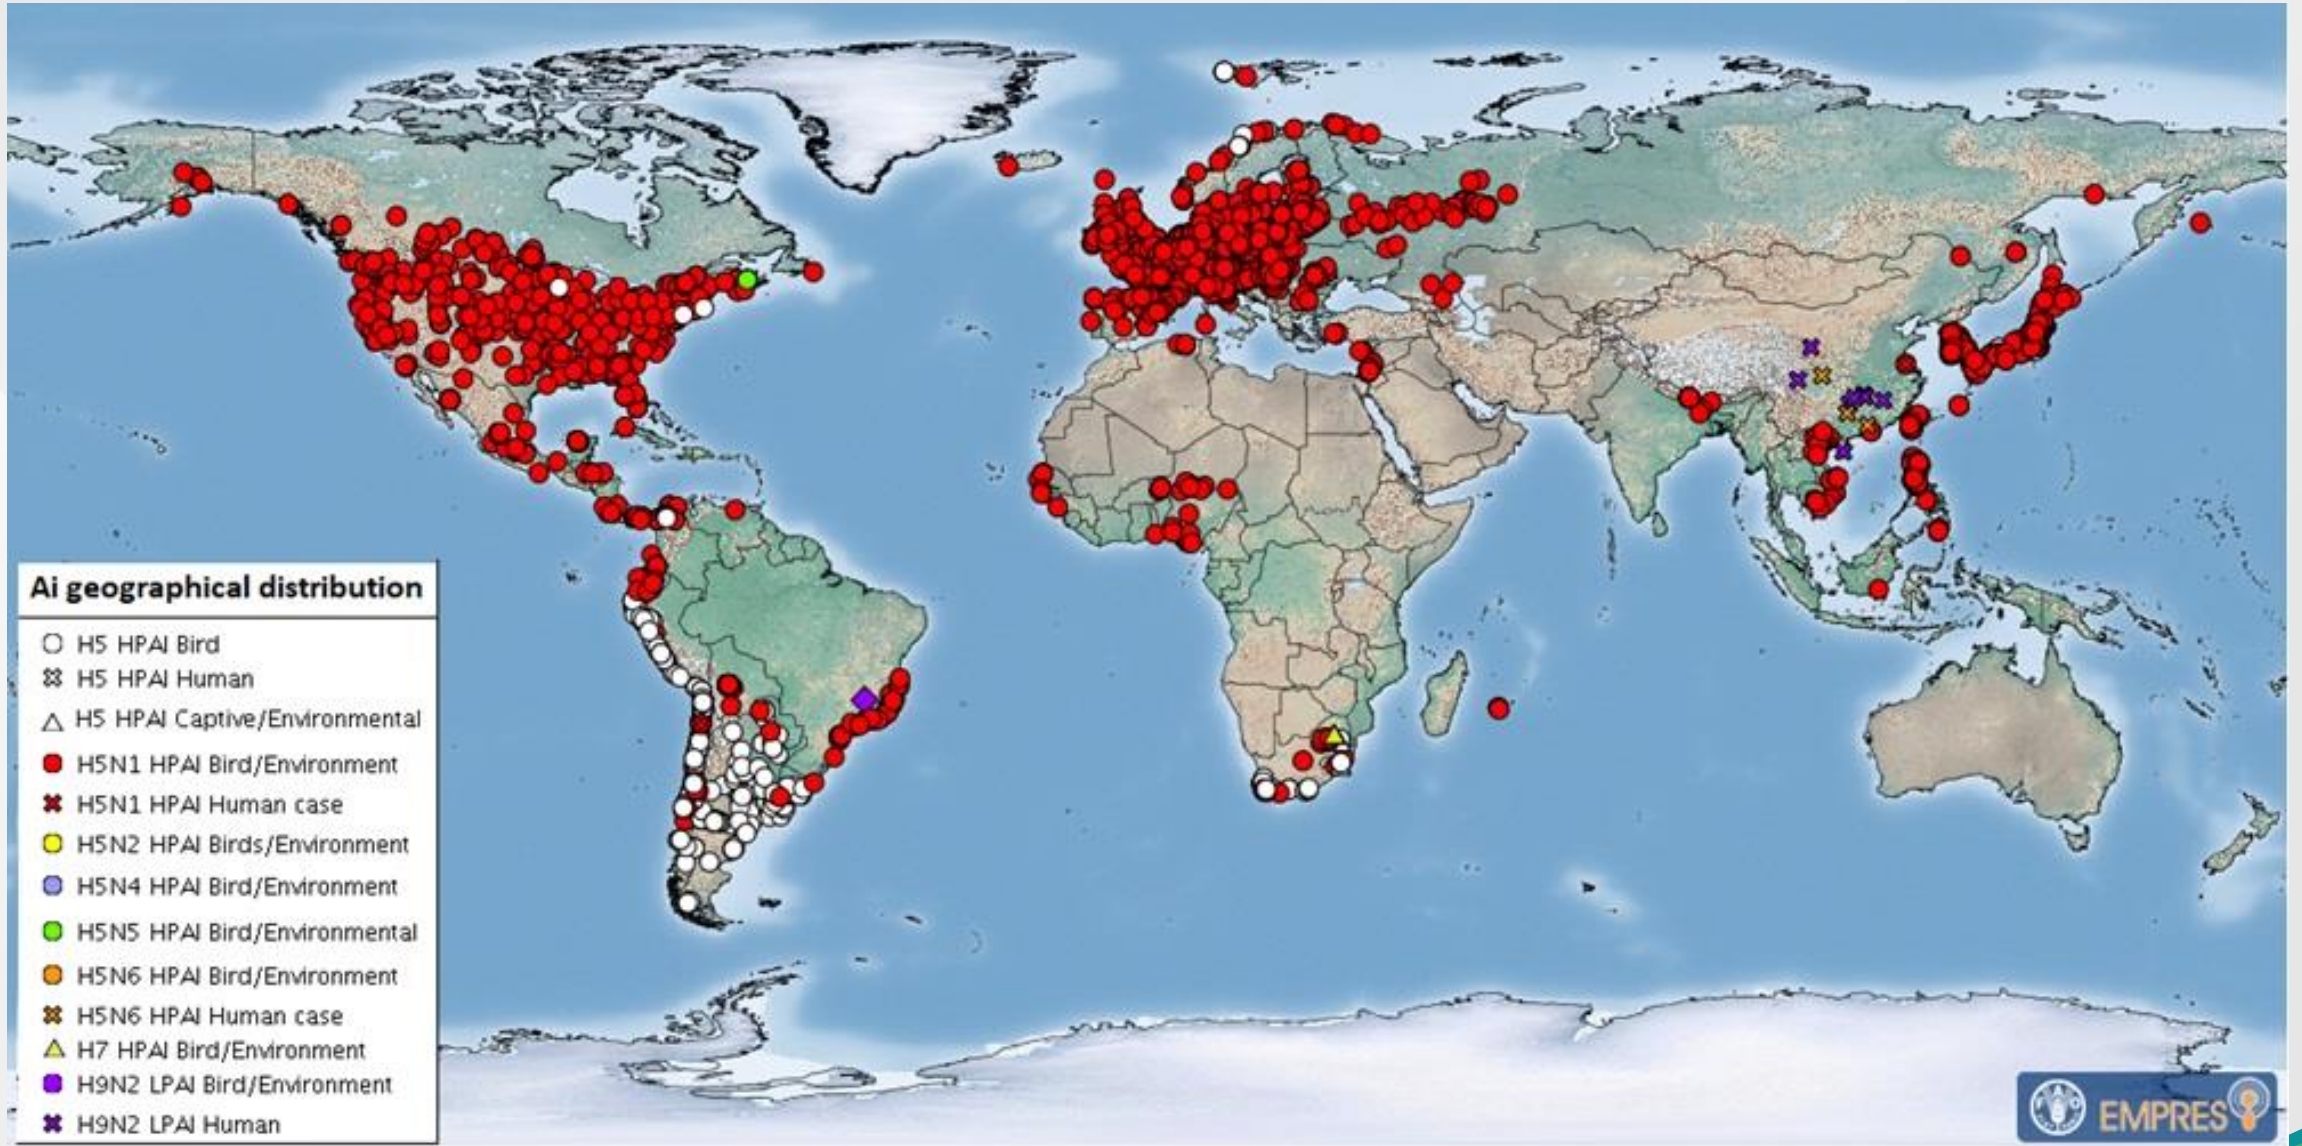 Ai geographical distribution
H5 HPAI Bird
H5 HPAI Human
H5 HPAI Captive/Environmental
H5N1 HPAI Bird/Environment
H5N1 HPAI Human case
H5N2 HPAI Birds/Environment
H5N4 HPAI Bird/Environment
H5N5 HPAI Bird/Environmental
H5N6 HPAI Bird/Environment
H5N6 HPAI Human case
H7 HPAI Bird/Environment
H9N2 LPAI Bird/Environment
H9N2 LPAI Human
EMPRES